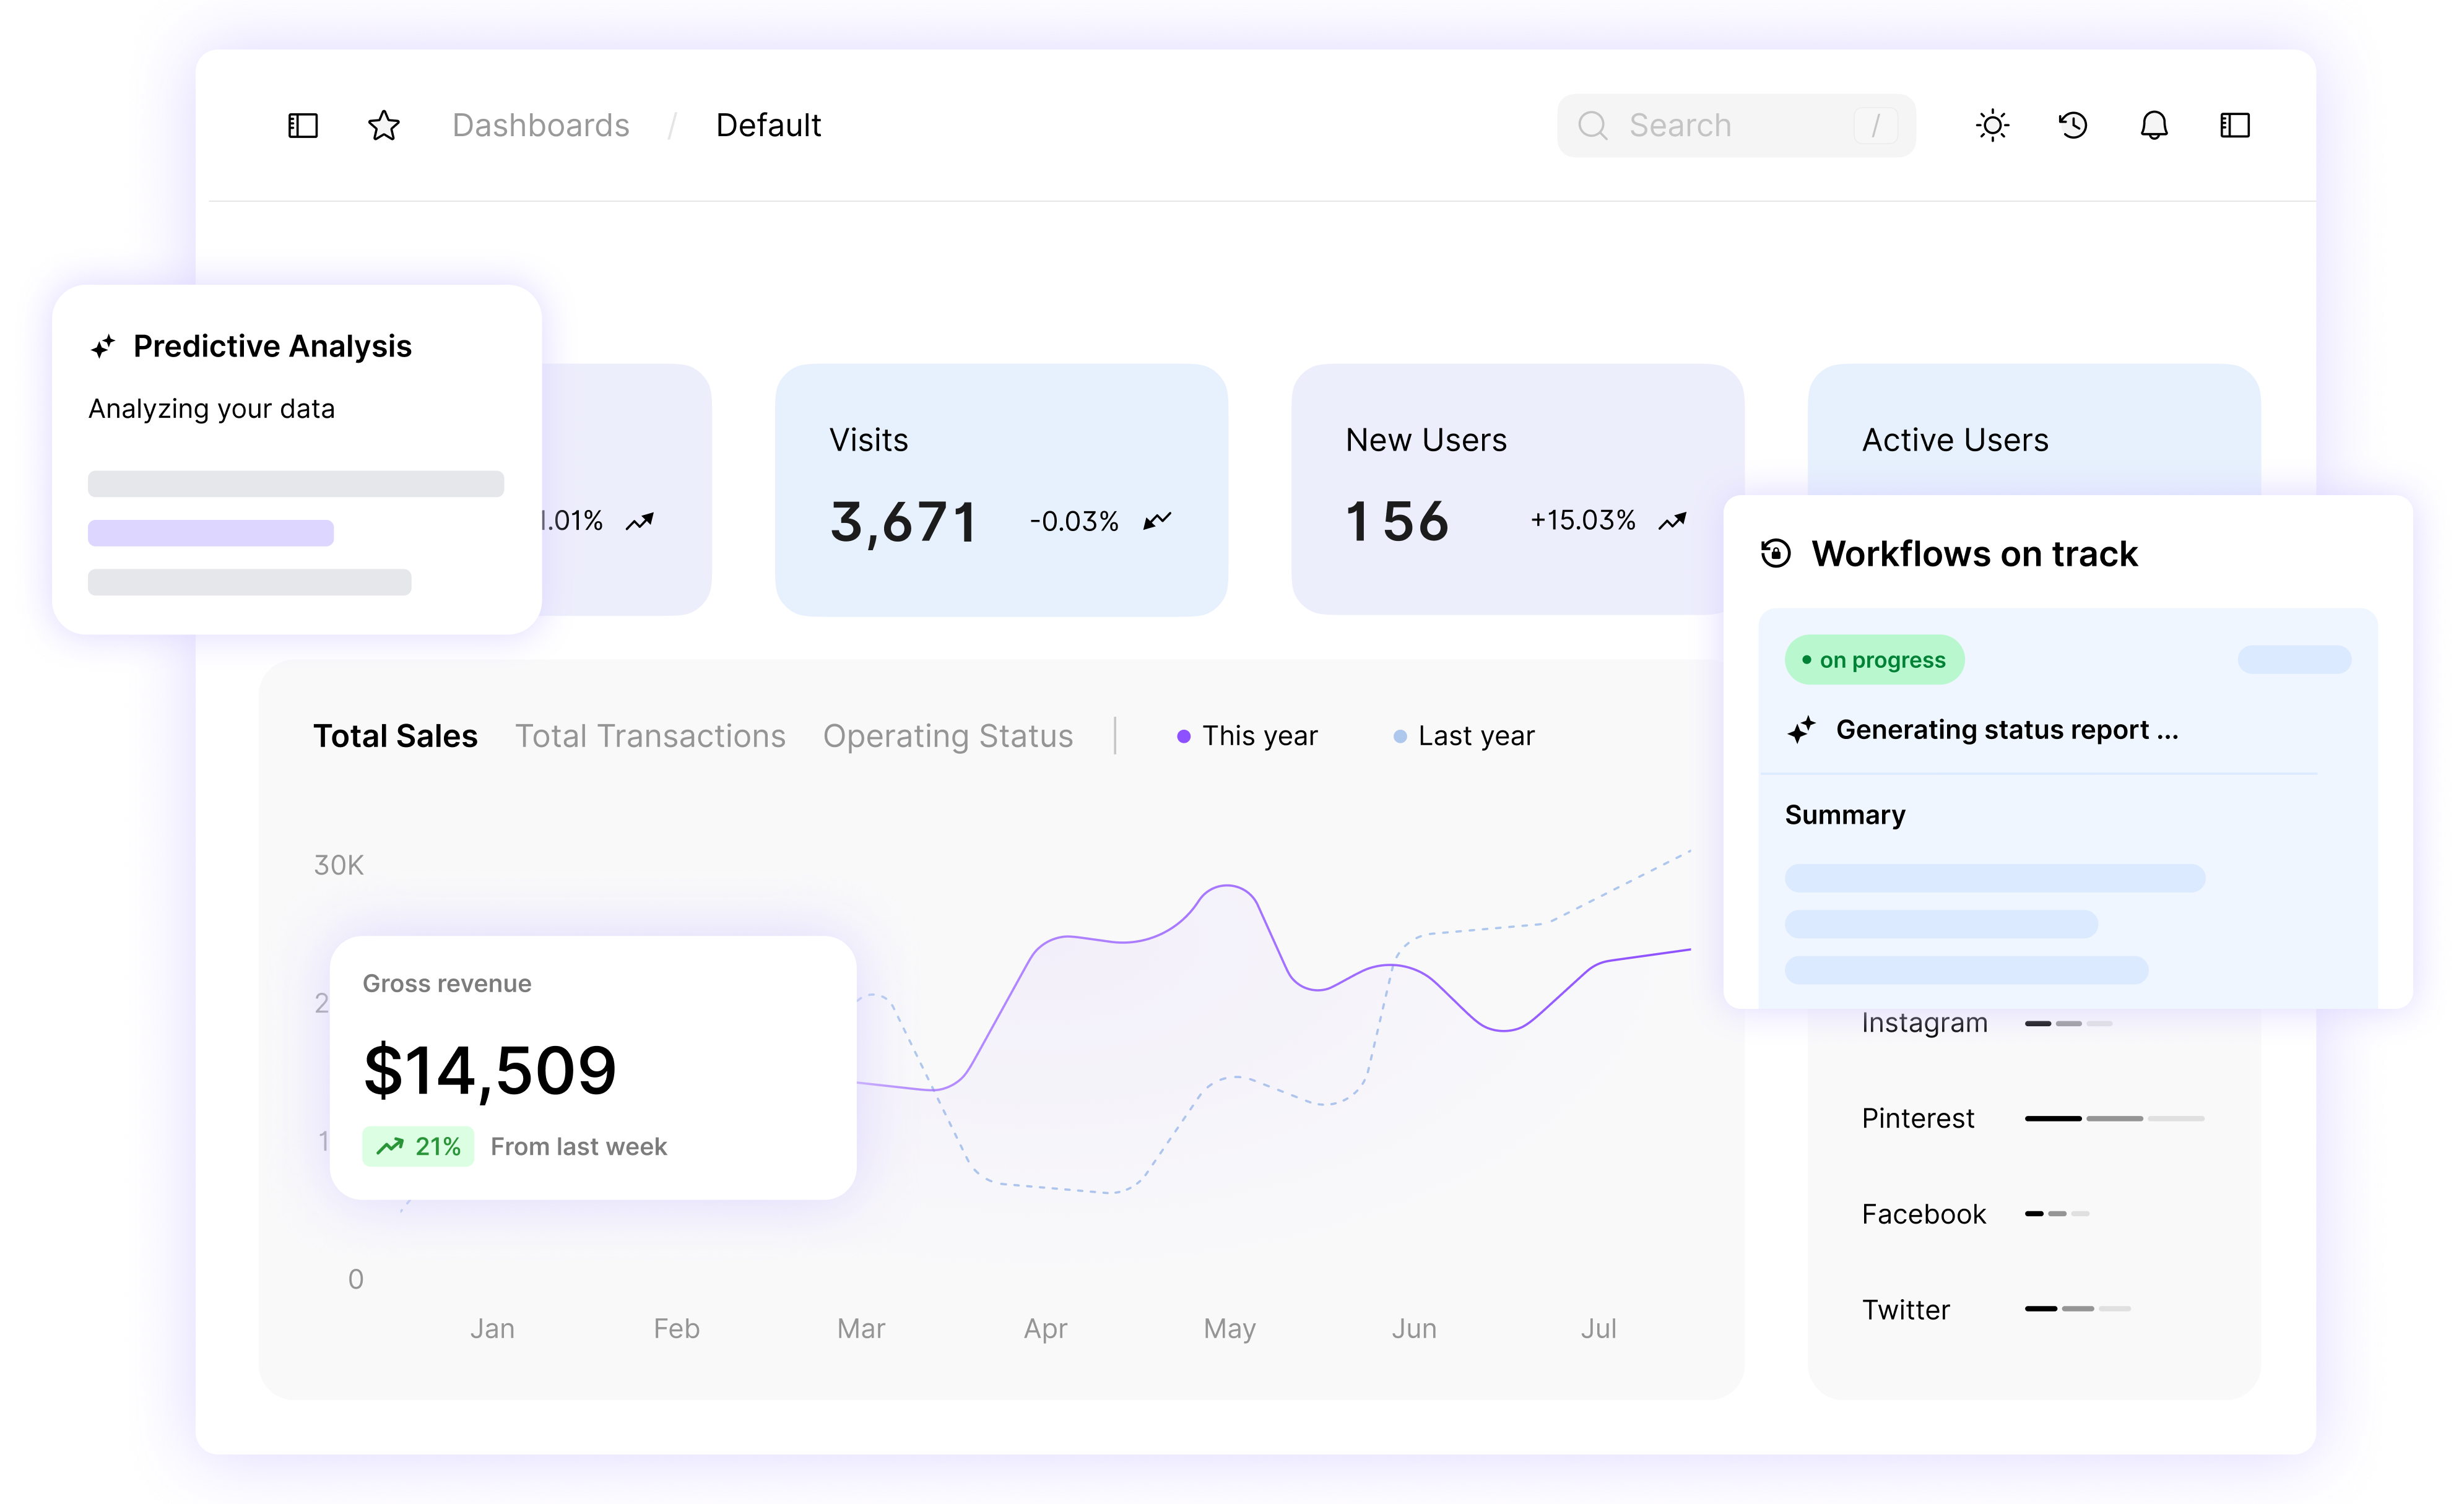 Dashboards / Default
Search /
Predictive Analysis
Analyzing your data
.01%
Visits
3,671 -0.03%
New Users
156 +15.03%
Active Users
Workflows on track
on progress
Generating status report ...
Summary
Total Sales Total Transactions Operating Status This year Last year
30K
2
1
0
Gross revenue
$14,509
21% From last week
Jan Feb Mar Apr May Jun Jul
Instagram
Pinterest
Facebook
Twitter